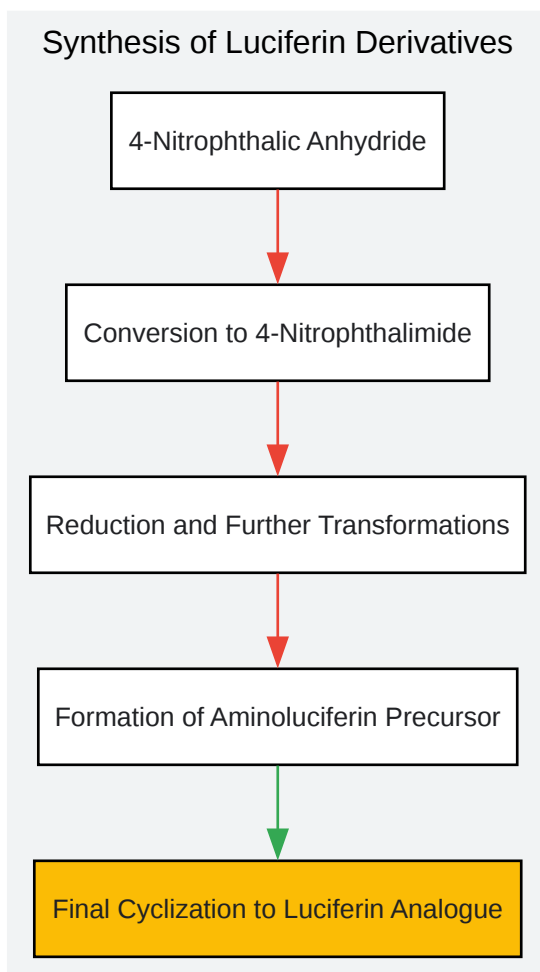 Synthesis of Luciferin Derivatives
4-Nitrophthalic Anhydride
Conversion to 4-Nitrophthalimide
Reduction and Further Transformations
Formation of Aminoluciferin Precursor
Final Cyclization to Luciferin Analogue